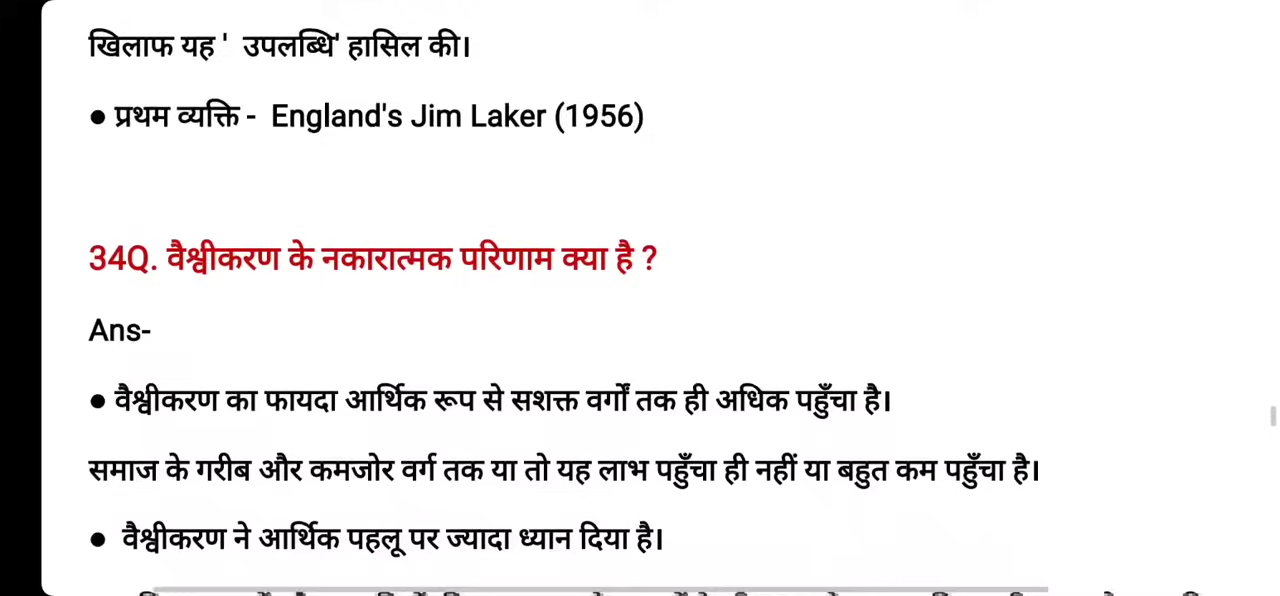 खिलाफ यह ' उपलब्धि' हासिल की।
● प्रथम व्यक्ति - England's Jim Laker (1956)
34Q. वैश्वीकरण के नकारात्मक परिणाम क्या है ?
Ans-
● वैश्वीकरण का फायदा आर्थिक रूप से सशक्त वर्गों तक ही अधिक पहुँचा है।
समाज के गरीब और कमजोर वर्ग तक या तो यह लाभ पहुँचा ही नहीं या बहुत कम पहुँचा है।
● वैश्वीकरण ने आर्थिक पहलू पर ज्यादा ध्यान दिया है।